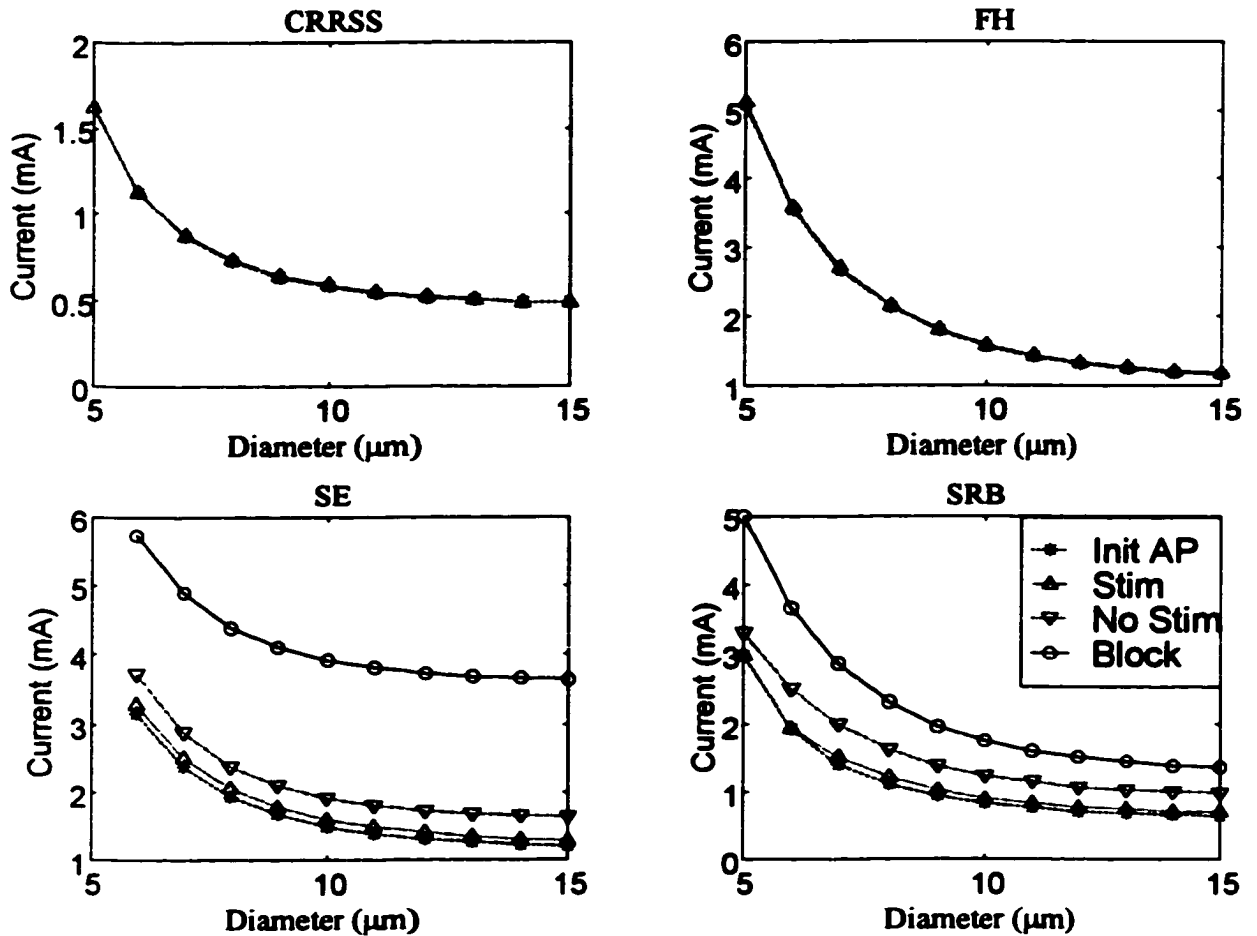 CRRSS
2
1.5
1
0.5
0
Current (mA)
5
10
15
Diameter (μm)
FH
6
5
4
3
2
1
Current (mA)
5
10
15
Diameter (μm)
SE
6
5
4
3
2
1
Current (mA)
5
10
15
Diameter (μm)
SRB
5
4
3
2
1
0
Current (mA)
5
10
15
Diameter (μm)
Init AP
Stim
No Stim
Block